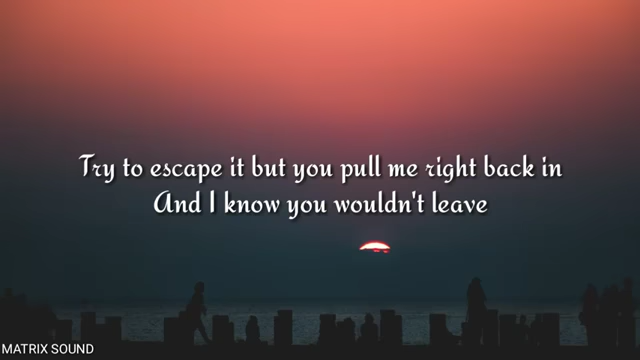 Try to escape it but you pull me right back in
And I know you wouldn't leave
MATRIX SOUND